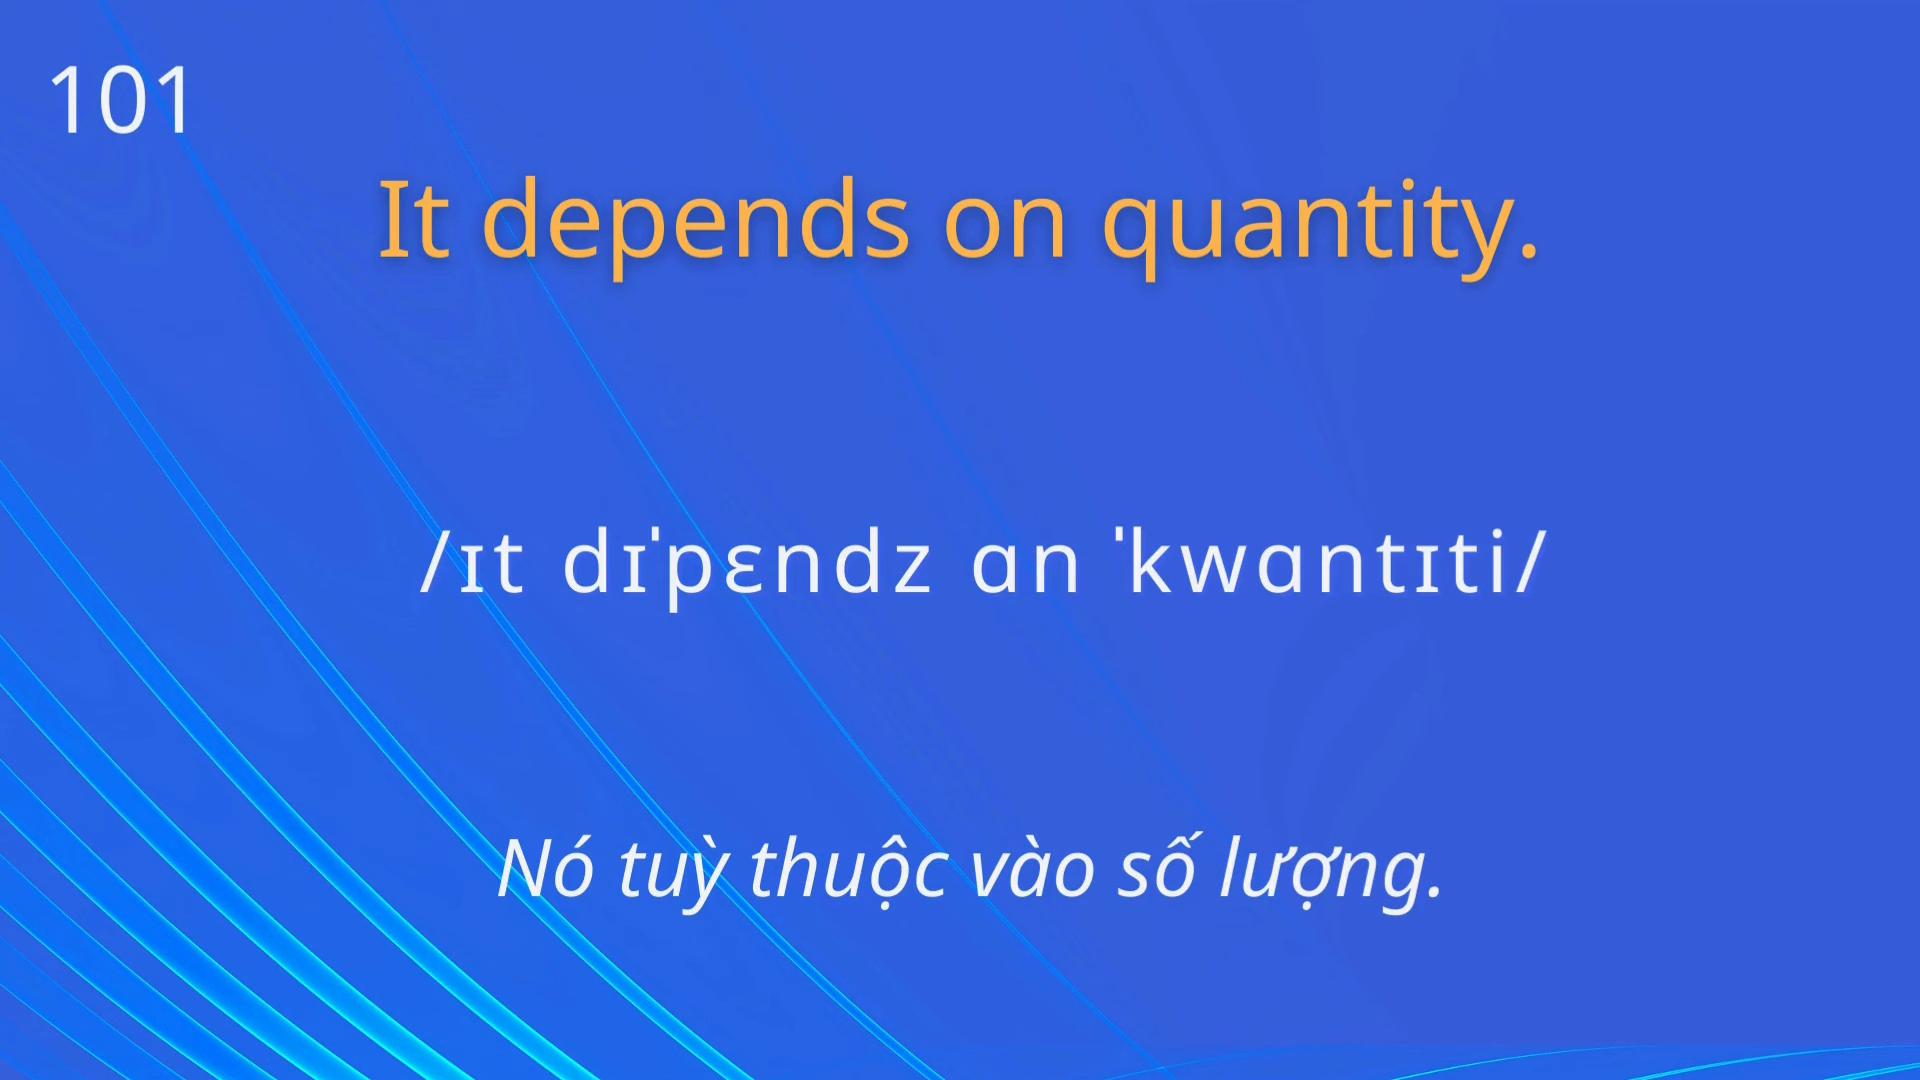 101
It depends on quantity.
/ɪt dɪˈpɛndz ɑn ˈkwɑntɪti/
Nó tuỳ thuộc vào số lượng.